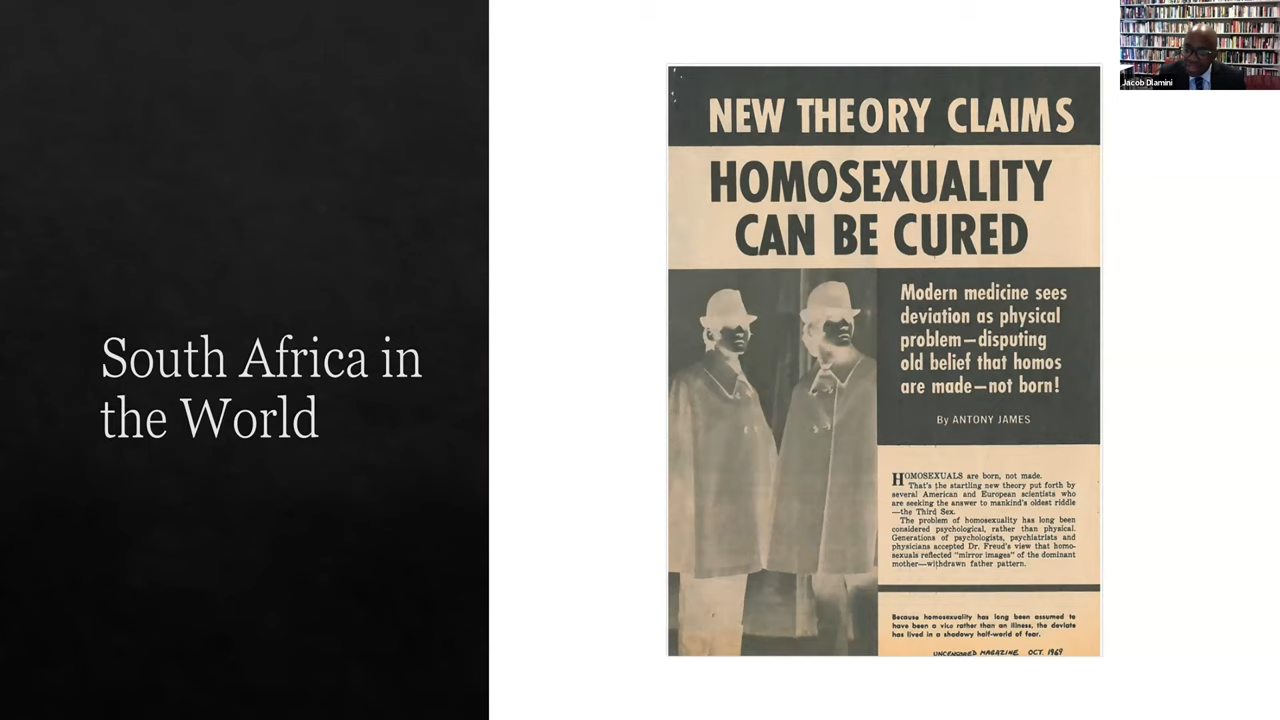 South Africa in
the World
NEW THEORY CLAIMS
HOMOSEXUALITY
CAN BE CURED
Modern medicine sees
deviation as physical
problem—disputing
old belief that homos
are made—not born!
By ANTONY JAMES
HOMOSEXUALS are born, not made.
That's the startling new theory put forth by
several American and European scientists who
are seeking the answer to mankind's oldest riddle
—the Third Sex.
The problem of homosexuality has long been
considered psychological, rather than physical.
Generations of psychologists, psychiatrists and
physicians accepted Dr. Freud's view that homo-
sexuals reflected "mirror images" of the dominant
mother—withdrawn father pattern.
Because homosexuality has long been assumed to
have been a vice rather than an illness, the deviate
has lived in a shadowy half-world of fear.
UNCENSORED MAGAZINE OCT. 1969
Jacob Dlamini